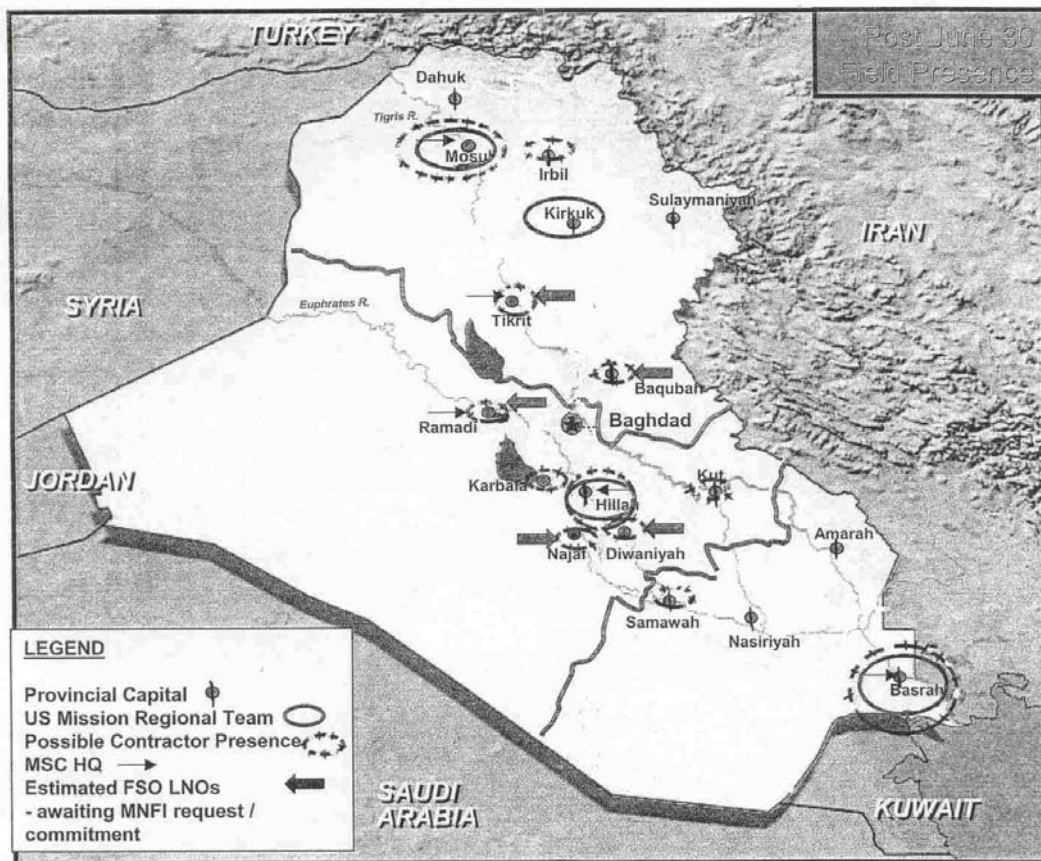 Post June 30
Field Presence
TURKEY
Dahuk
Tigris R.
Mosul
Irbil
Kirkuk
Sulaymaniyah
IRAN
SYRIA
Euphrates R.
Tikrit
Baqubah
Ramadi
Baghdad
JORDAN
Karbala
Hillah
Kut
Najaf
Diwaniyah
Amarah
Samawah
Nasiriyah
Basrah
SAUDI
ARABIA
KUWAIT
LEGEND
Provincial Capital
US Mission Regional Team
Possible Contractor Presence
MSC HQ
Estimated FSO LNOs
- awaiting MNFI request /
commitment